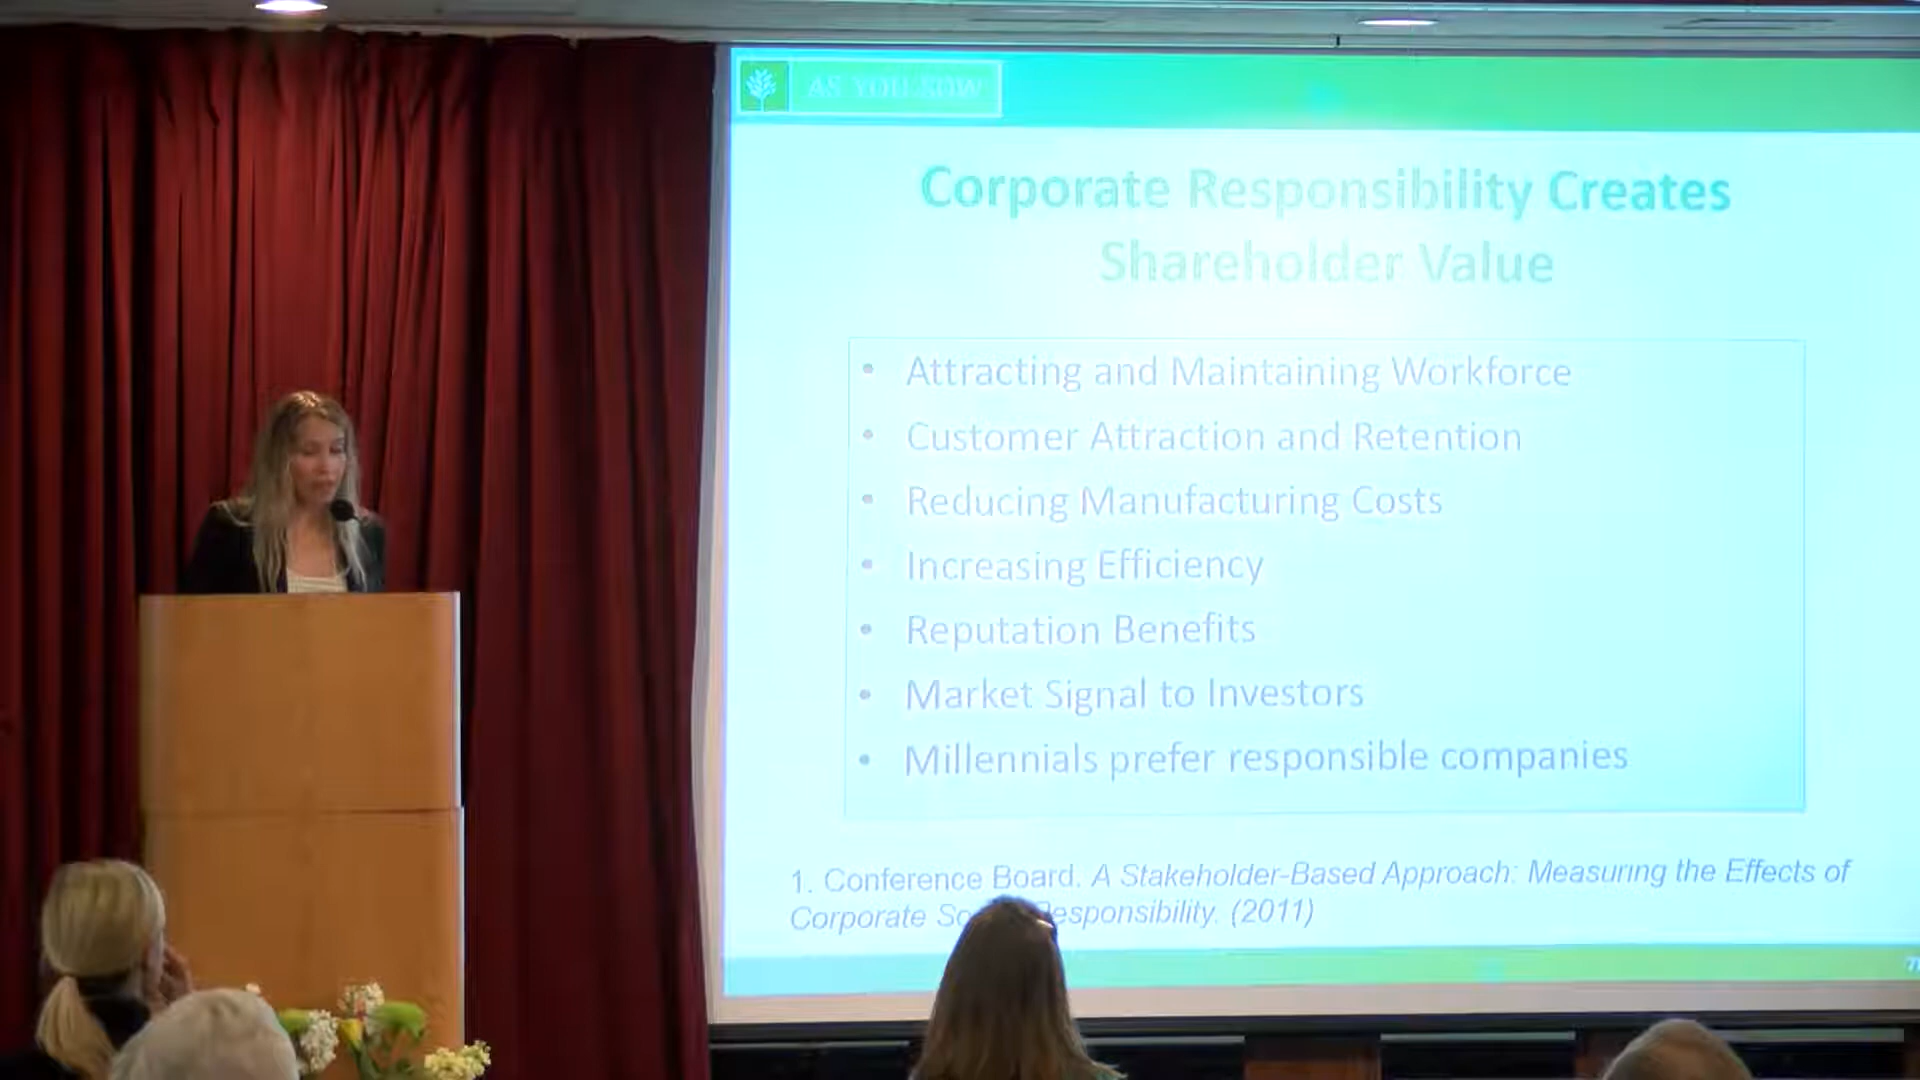 AS YOU SOW
Corporate Responsibility Creates
Shareholder Value
• Attracting and Maintaining Workforce
• Customer Attraction and Retention
• Reducing Manufacturing Costs
• Increasing Efficiency
• Reputation Benefits
• Market Signal to Investors
• Millennials prefer responsible companies
1. Conference Board. A Stakeholder-Based Approach: Measuring the Effects of
Corporate Responsibility. (2011)